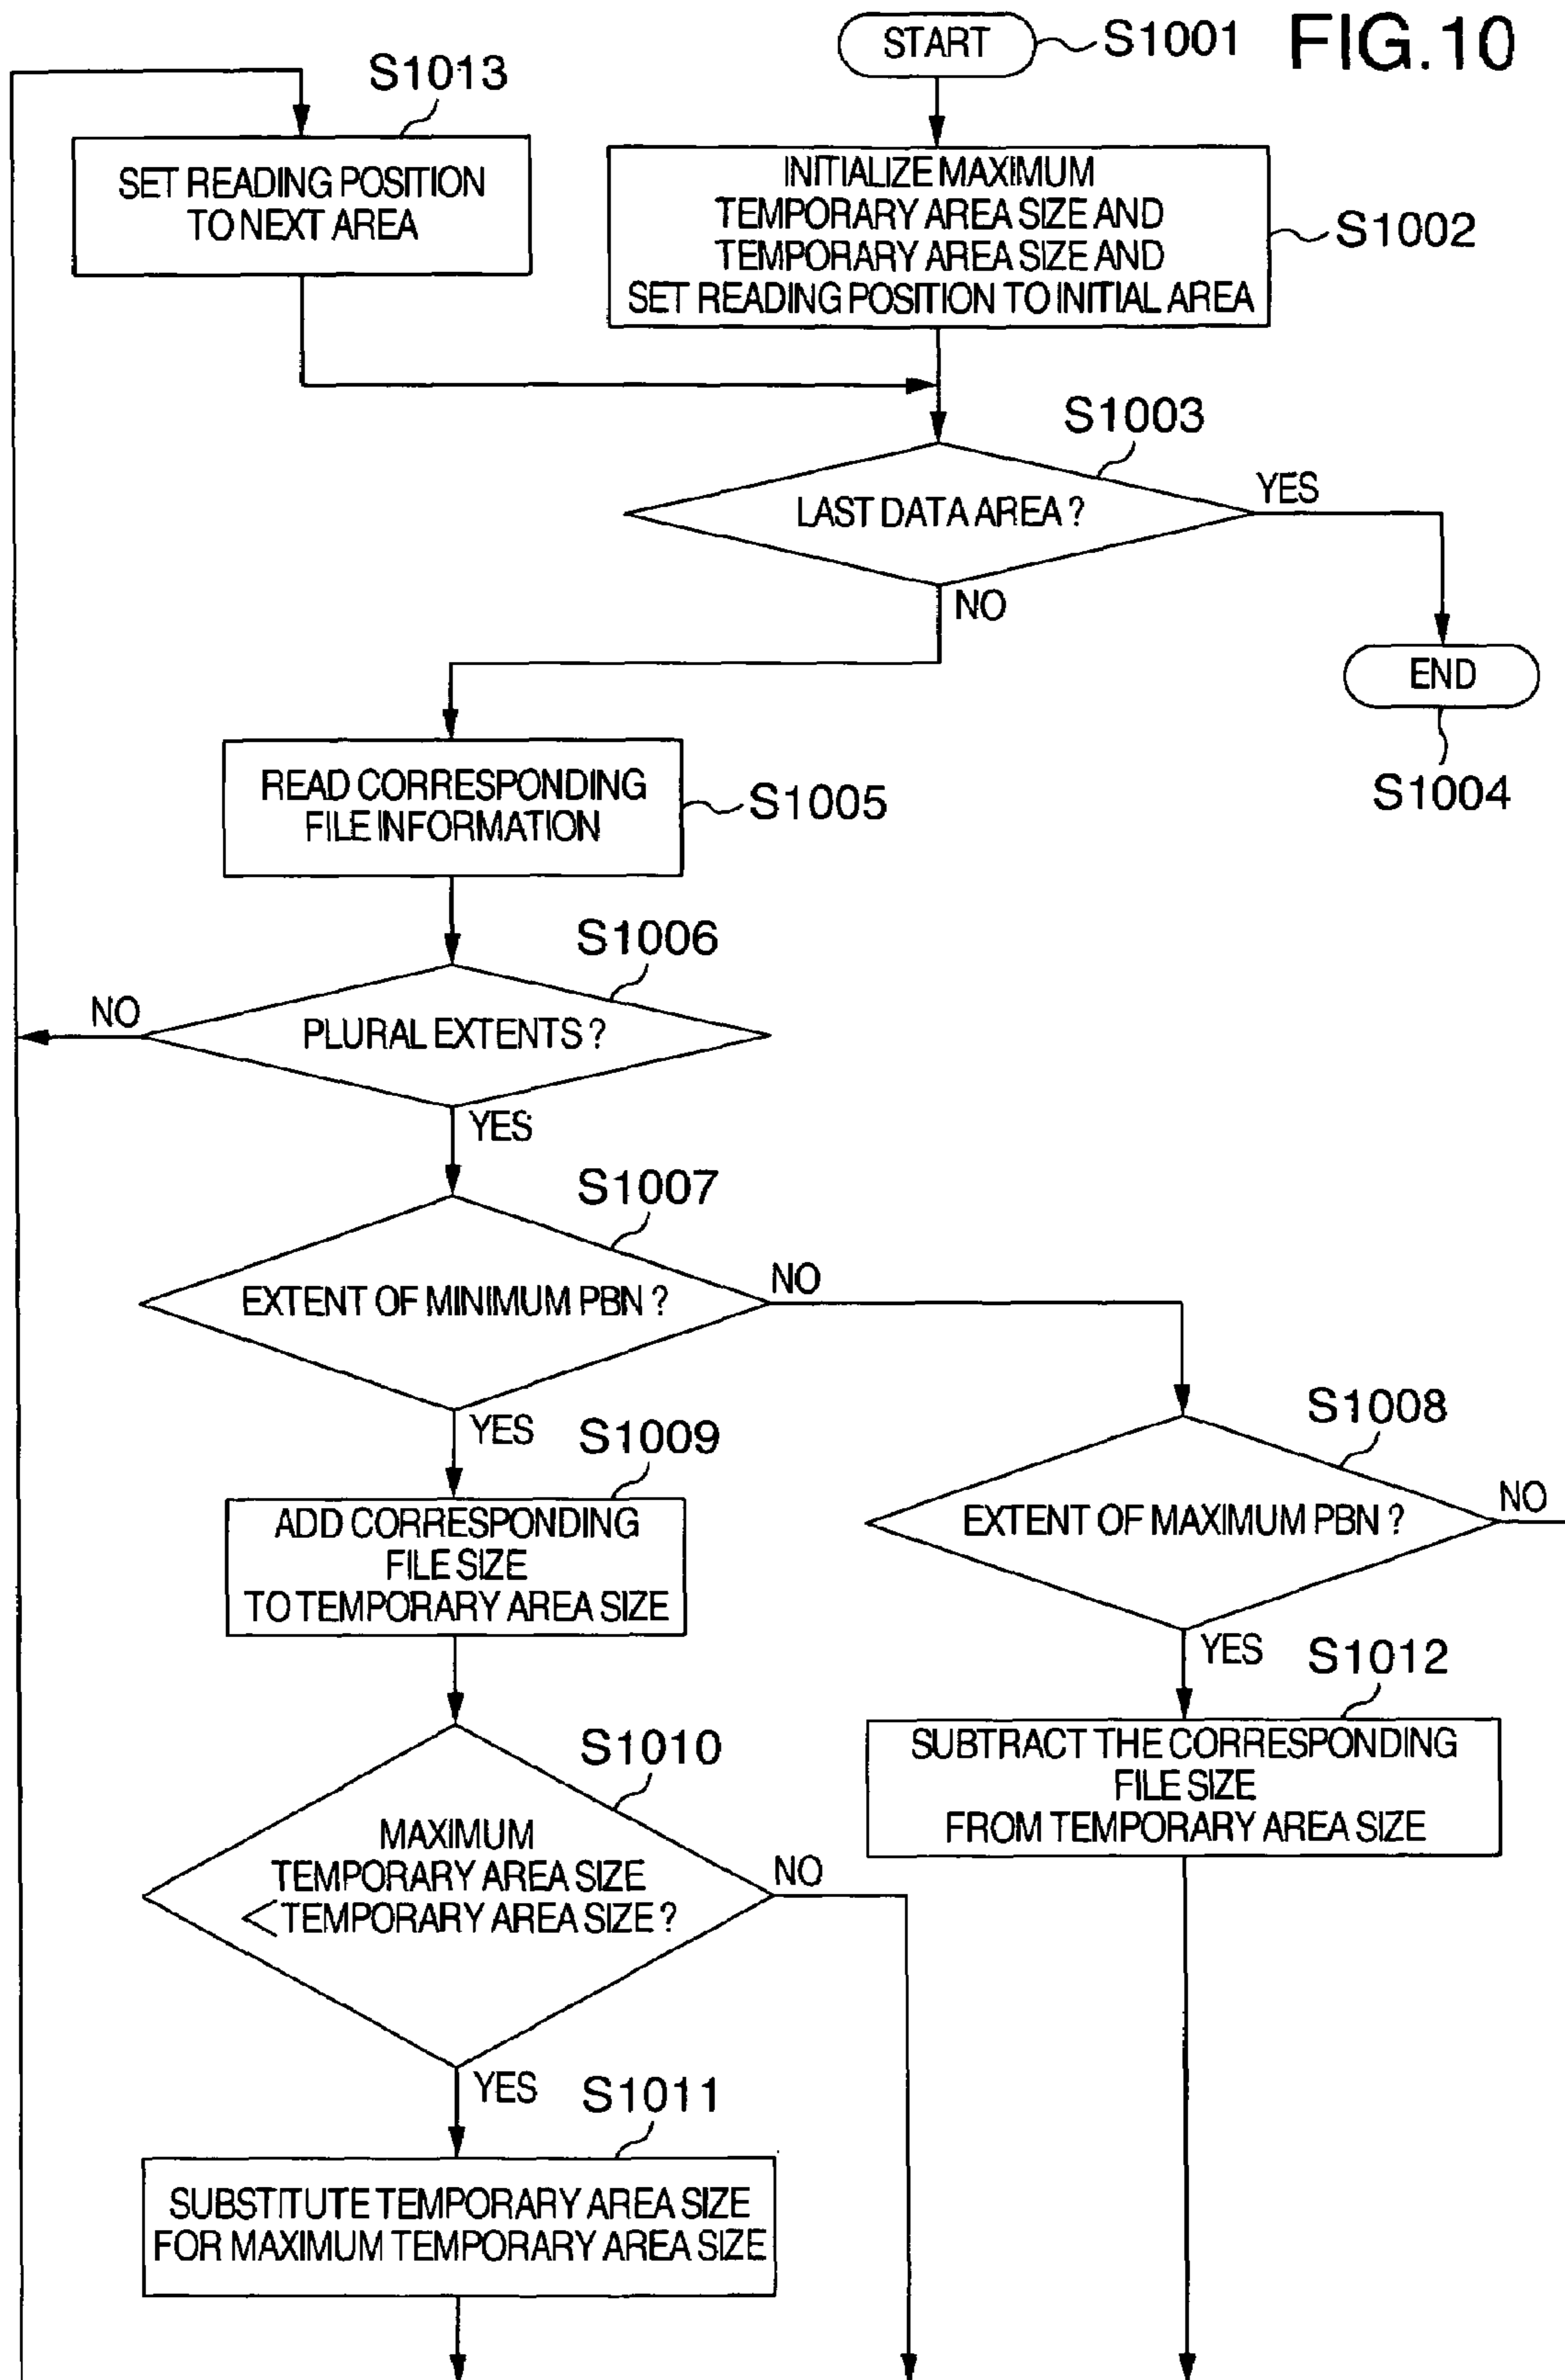 FIG.10
START
S1001
S1013
SET READING POSITION
TO NEXT AREA
INITIALIZE MAXIMUM
TEMPORARY AREA SIZE AND
TEMPORARY AREA SIZE AND
SET READING POSITION TO INITIAL AREA
S1002
S1003
LAST DATA AREA?
YES
NO
END
S1004
READ CORRESPONDING
FILE INFORMATION
S1005
S1006
NO
PLURAL EXTENTS?
YES
S1007
EXTENT OF MINIMUM PBN?
NO
YES
S1008
EXTENT OF MAXIMUM PBN?
NO
YES
S1009
ADD CORRESPONDING
FILE SIZE
TO TEMPORARY AREA SIZE
S1012
SUBTRACT THE CORRESPONDING
FILE SIZE
FROM TEMPORARY AREA SIZE
S1010
MAXIMUM
TEMPORARY AREA SIZE
<TEMPORARY AREA SIZE?
NO
YES
S1011
SUBSTITUTE TEMPORARY AREA SIZE
FOR MAXIMUM TEMPORARY AREA SIZE